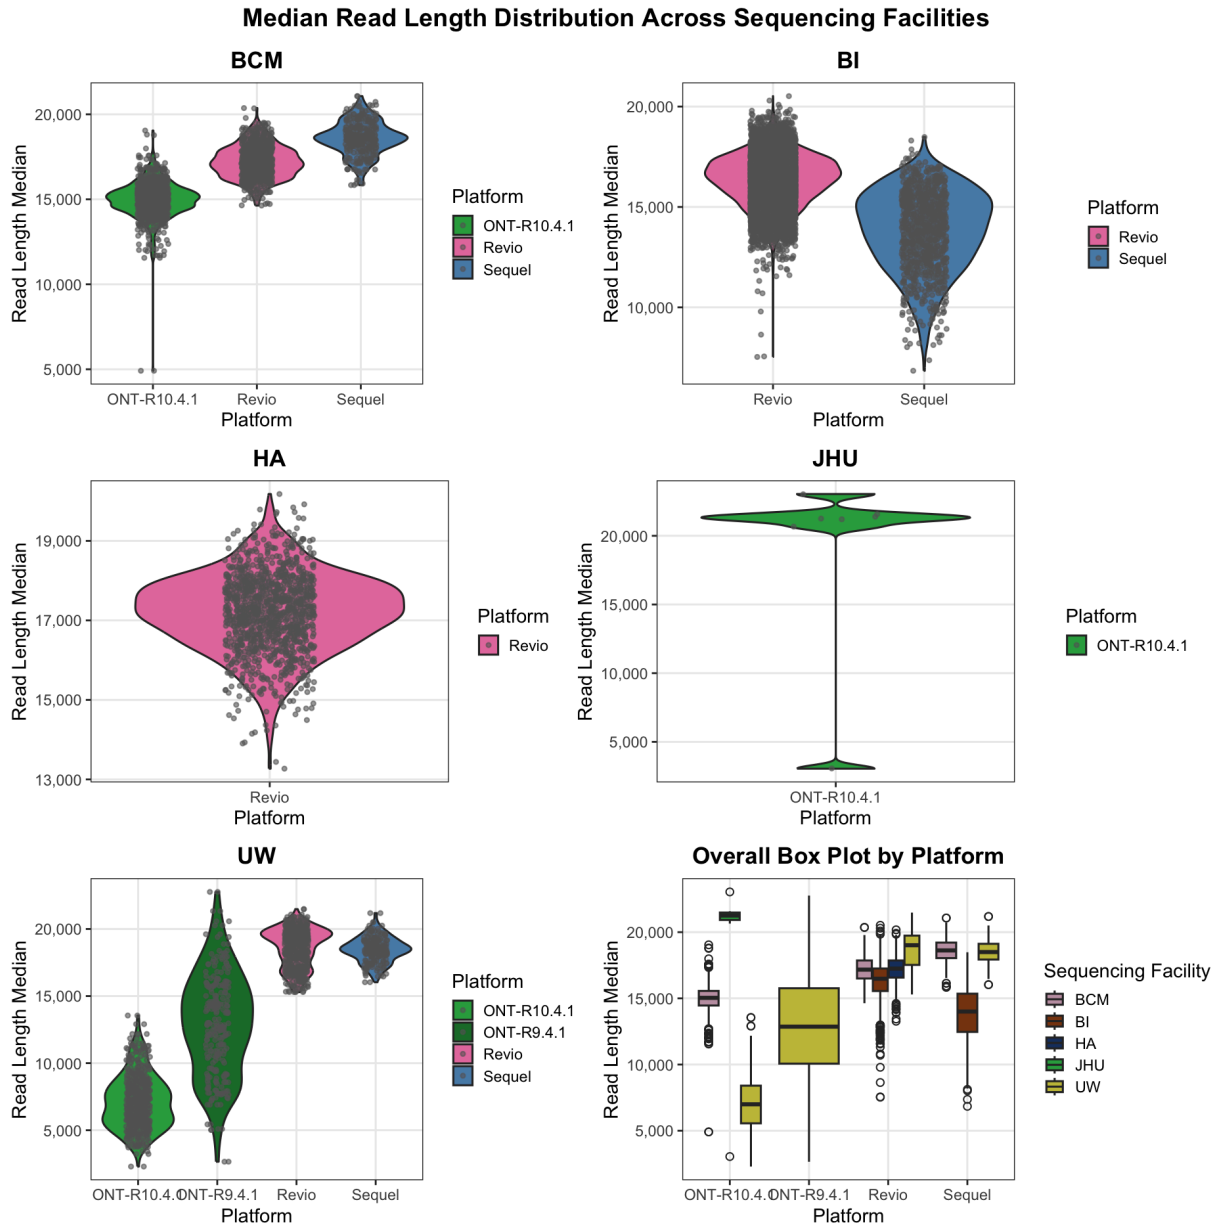 Median Read Length Distribution Across Sequencing Facilities
BCM
Read Length Median
20,000
15,000
10,000
5,000
ONT-R10.4.1 Revio Sequel
Platform
Platform
ONT-R10.4.1
Revio
Sequel
BI
Read Length Median
20,000
15,000
10,000
Revio Sequel
Platform
Platform
Revio
Sequel
HA
Read Length Median
19,000
17,000
15,000
13,000
Revio
Platform
Platform
Revio
JHU
Read Length Median
20,000
15,000
10,000
5,000
ONT-R10.4.1
Platform
Platform
ONT-R10.4.1
UW
Read Length Median
20,000
15,000
10,000
5,000
ONT-R10.4.1 ONT-R9.4.1 Revio Sequel
Platform
Platform
ONT-R10.4.1
ONT-R9.4.1
Revio
Sequel
Overall Box Plot by Platform
Read Length Median
20,000
15,000
10,000
5,000
ONT-R10.4.1 ONT-R9.4.1 Revio Sequel
Platform
Sequencing Facility
BCM
BI
HA
JHU
UW